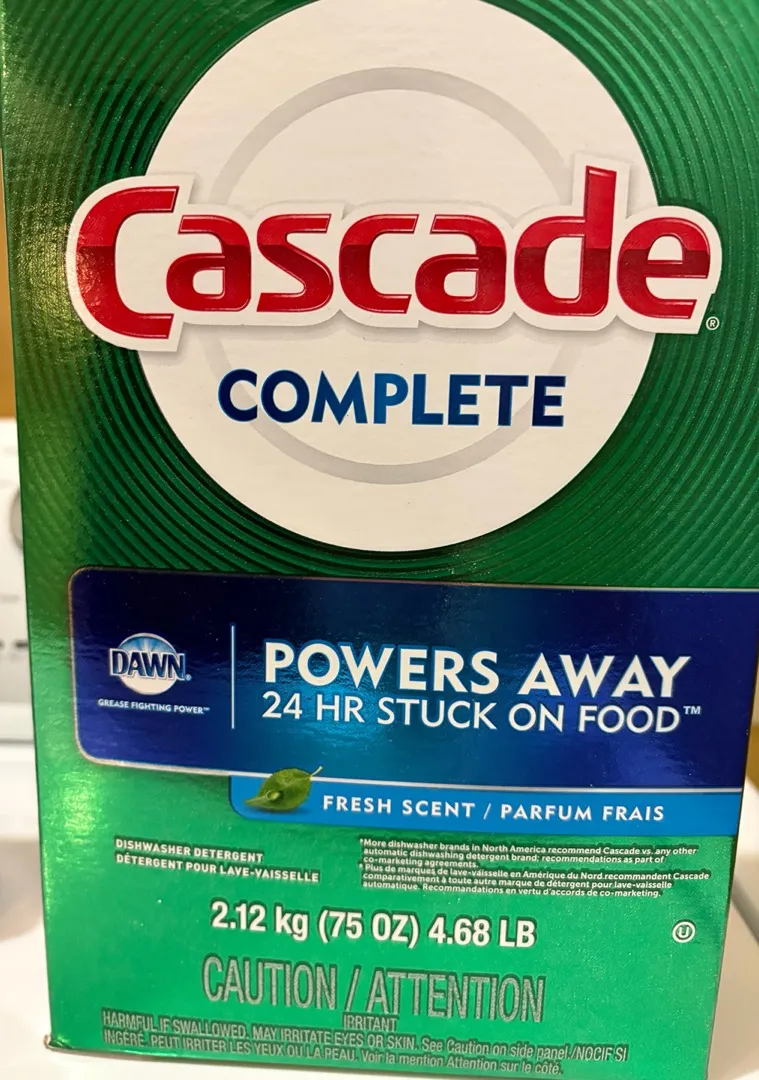 Cascade®
COMPLETE
DAWN®
GREASE FIGHTING POWER™
POWERS AWAY
24 HR STUCK ON FOOD™
FRESH SCENT / PARFUM FRAIS
DISHWASHER DETERGENT
DÉTERGENT POUR LAVE-VAISSELLE
*More dishwasher brands in North America recommend Cascade vs. any other
automatic dishwashing detergent brand; recommendations as part of
co-marketing agreements.
*Plus de marques de lave-vaisselle en Amérique du Nord recommandent Cascade
comparativement à toute autre marque de détergent pour lave-vaisselle
automatique. Recommandations en vertu d'accords de co-marketing.
2.12 kg (75 OZ) 4.68 LB
U
CAUTION / ATTENTION
IRRITANT
HARMFUL IF SWALLOWED. MAY IRRITATE EYES OR SKIN. See Caution on side panel./NOCIF SI
INGÉRÉ. PEUT IRRITER LES YEUX OU LA PEAU. Voir la mention Attention sur le côté.